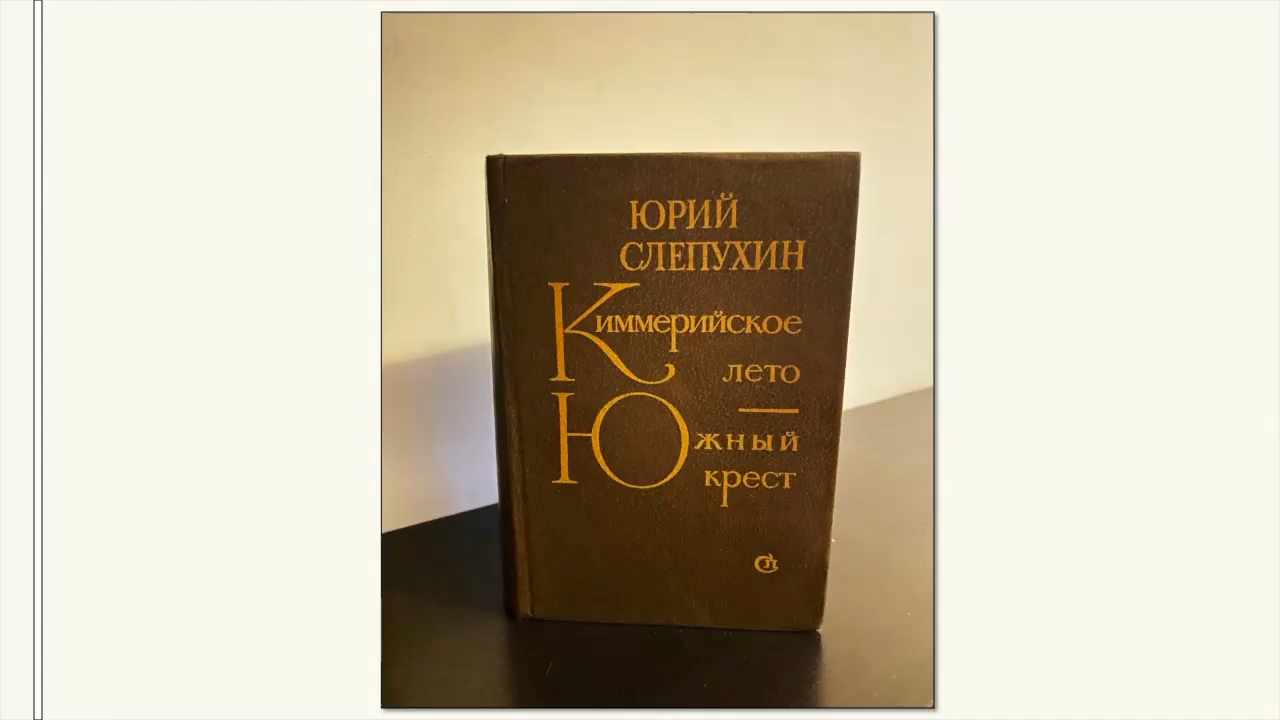 ЮРИЙ
СЛЕПУХИН
Киммерийское
лето
Южный
крест